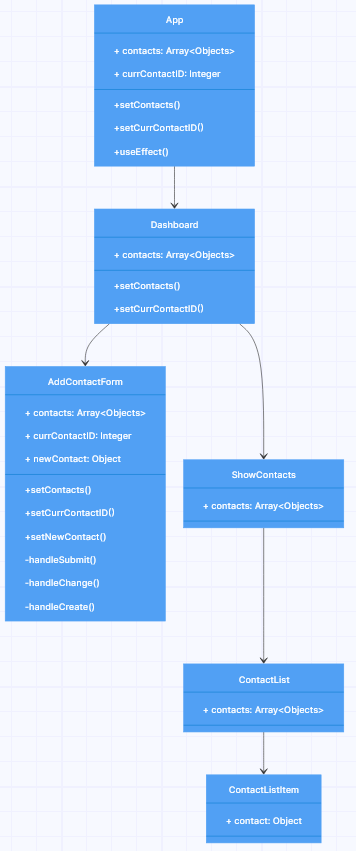 App
+ contacts: Array<Objects>
+ currContactID: Integer
+setContacts()
+setCurrContactID()
+useEffect()
Dashboard
+ contacts: Array<Objects>
+setContacts()
+setCurrContactID()
AddContactForm
+ contacts: Array<Objects>
+ currContactID: Integer
+ newContact: Object
+setContacts()
+setCurrContactID()
+setNewContact()
-handleSubmit()
-handleChange()
-handleCreate()
ShowContacts
+ contacts: Array<Objects>
ContactList
+ contacts: Array<Objects>
ContactListItem
+ contact: Object